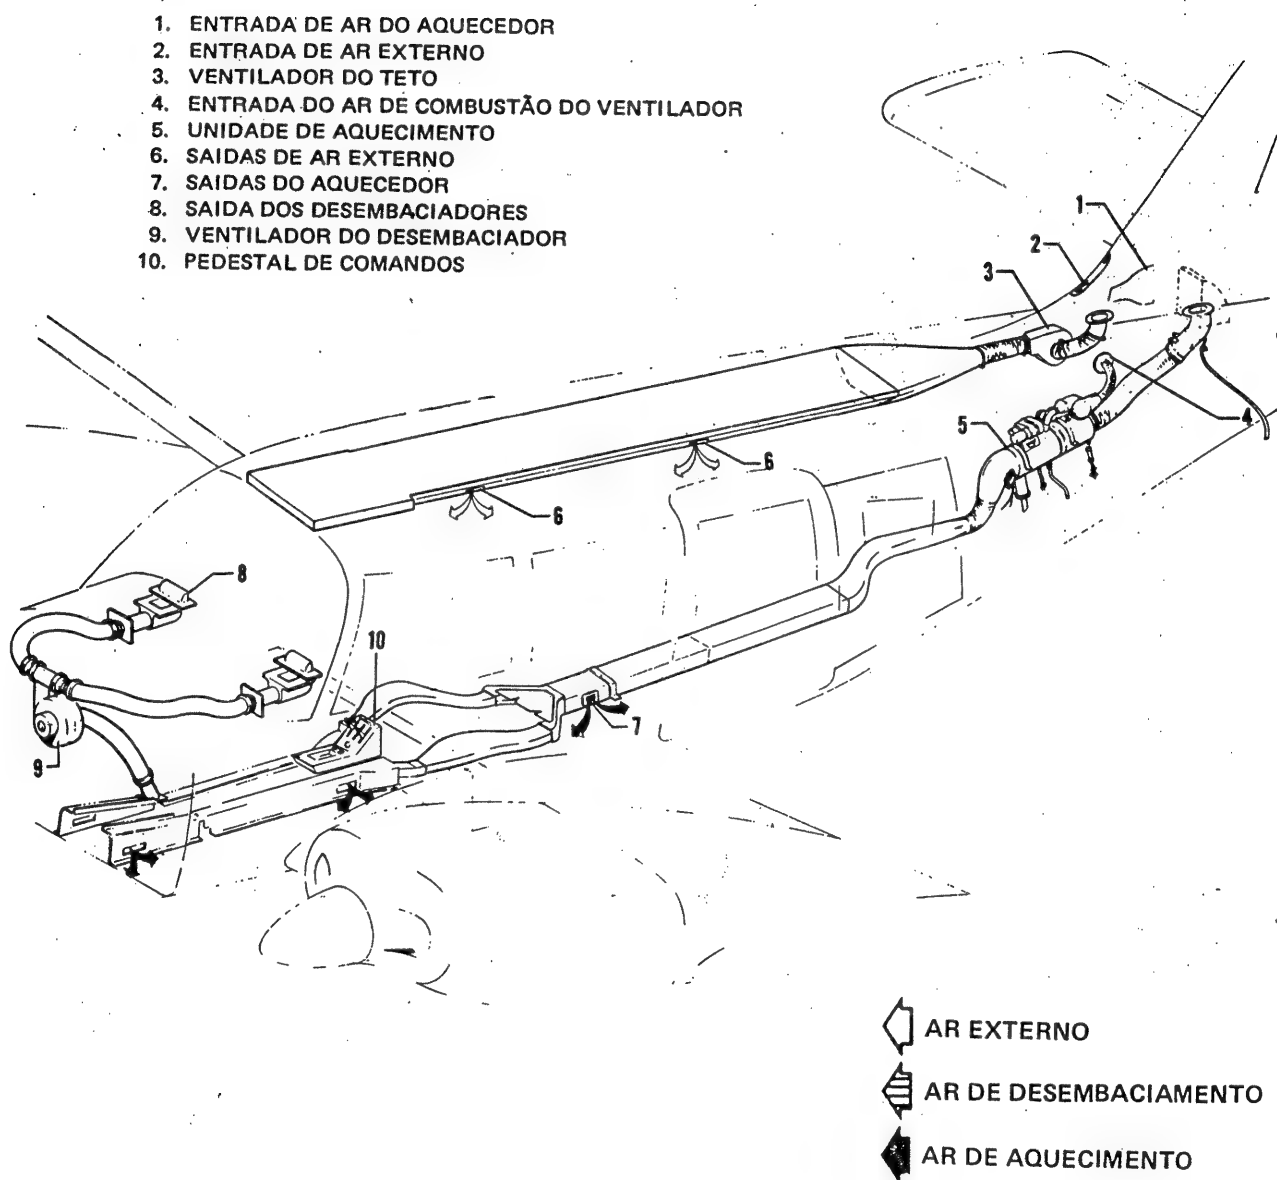 1. ENTRADA DE AR DO AQUECEDOR
2. ENTRADA DE AR EXTERNO
3. VENTILADOR DO TETO
4. ENTRADA DO AR DE COMBUSTÃO DO VENTILADOR
5. UNIDADE DE AQUECIMENTO
6. SAIDAS DE AR EXTERNO
7. SAIDAS DO AQUECEDOR
8. SAIDA DOS DESEMBACIADORES
9. VENTILADOR DO DESEMBACIADOR
10. PEDESTAL DE COMANDOS
1
2
3
4
5
6
6
8
10
7
9
AR EXTERNO
AR DE DESEMBACIAMENTO
AR DE AQUECIMENTO